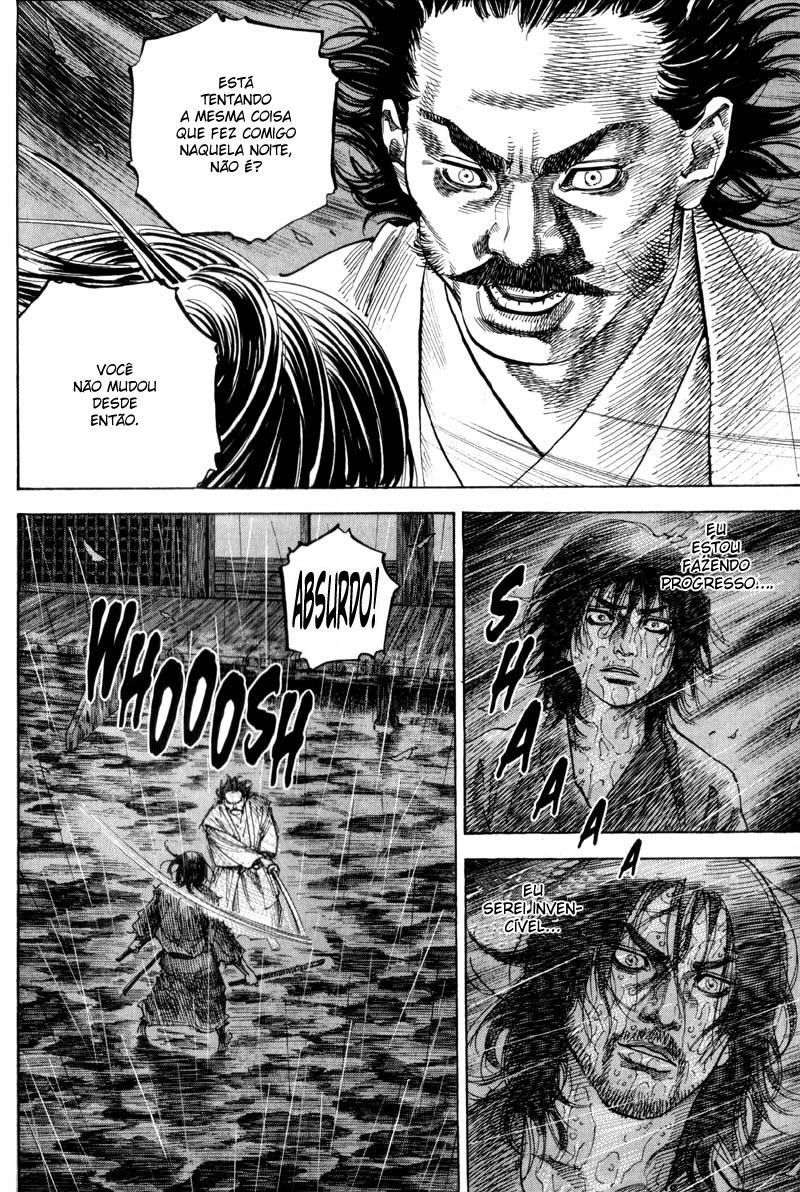 ESTÁ
TENTANDO
A MESMA COISA
QUE FEZ COMIGO
NAQUELA NOITE,
NÃO É?
VOCÊ
NÃO MUDOU
DESDE
ENTÃO.
ABSURDO!
WHOOOSH
EU
ESTOU
FAZENDO
PROGRESSO....
SHAAAA
EU
SEREI INVEN-
CÍVEL...